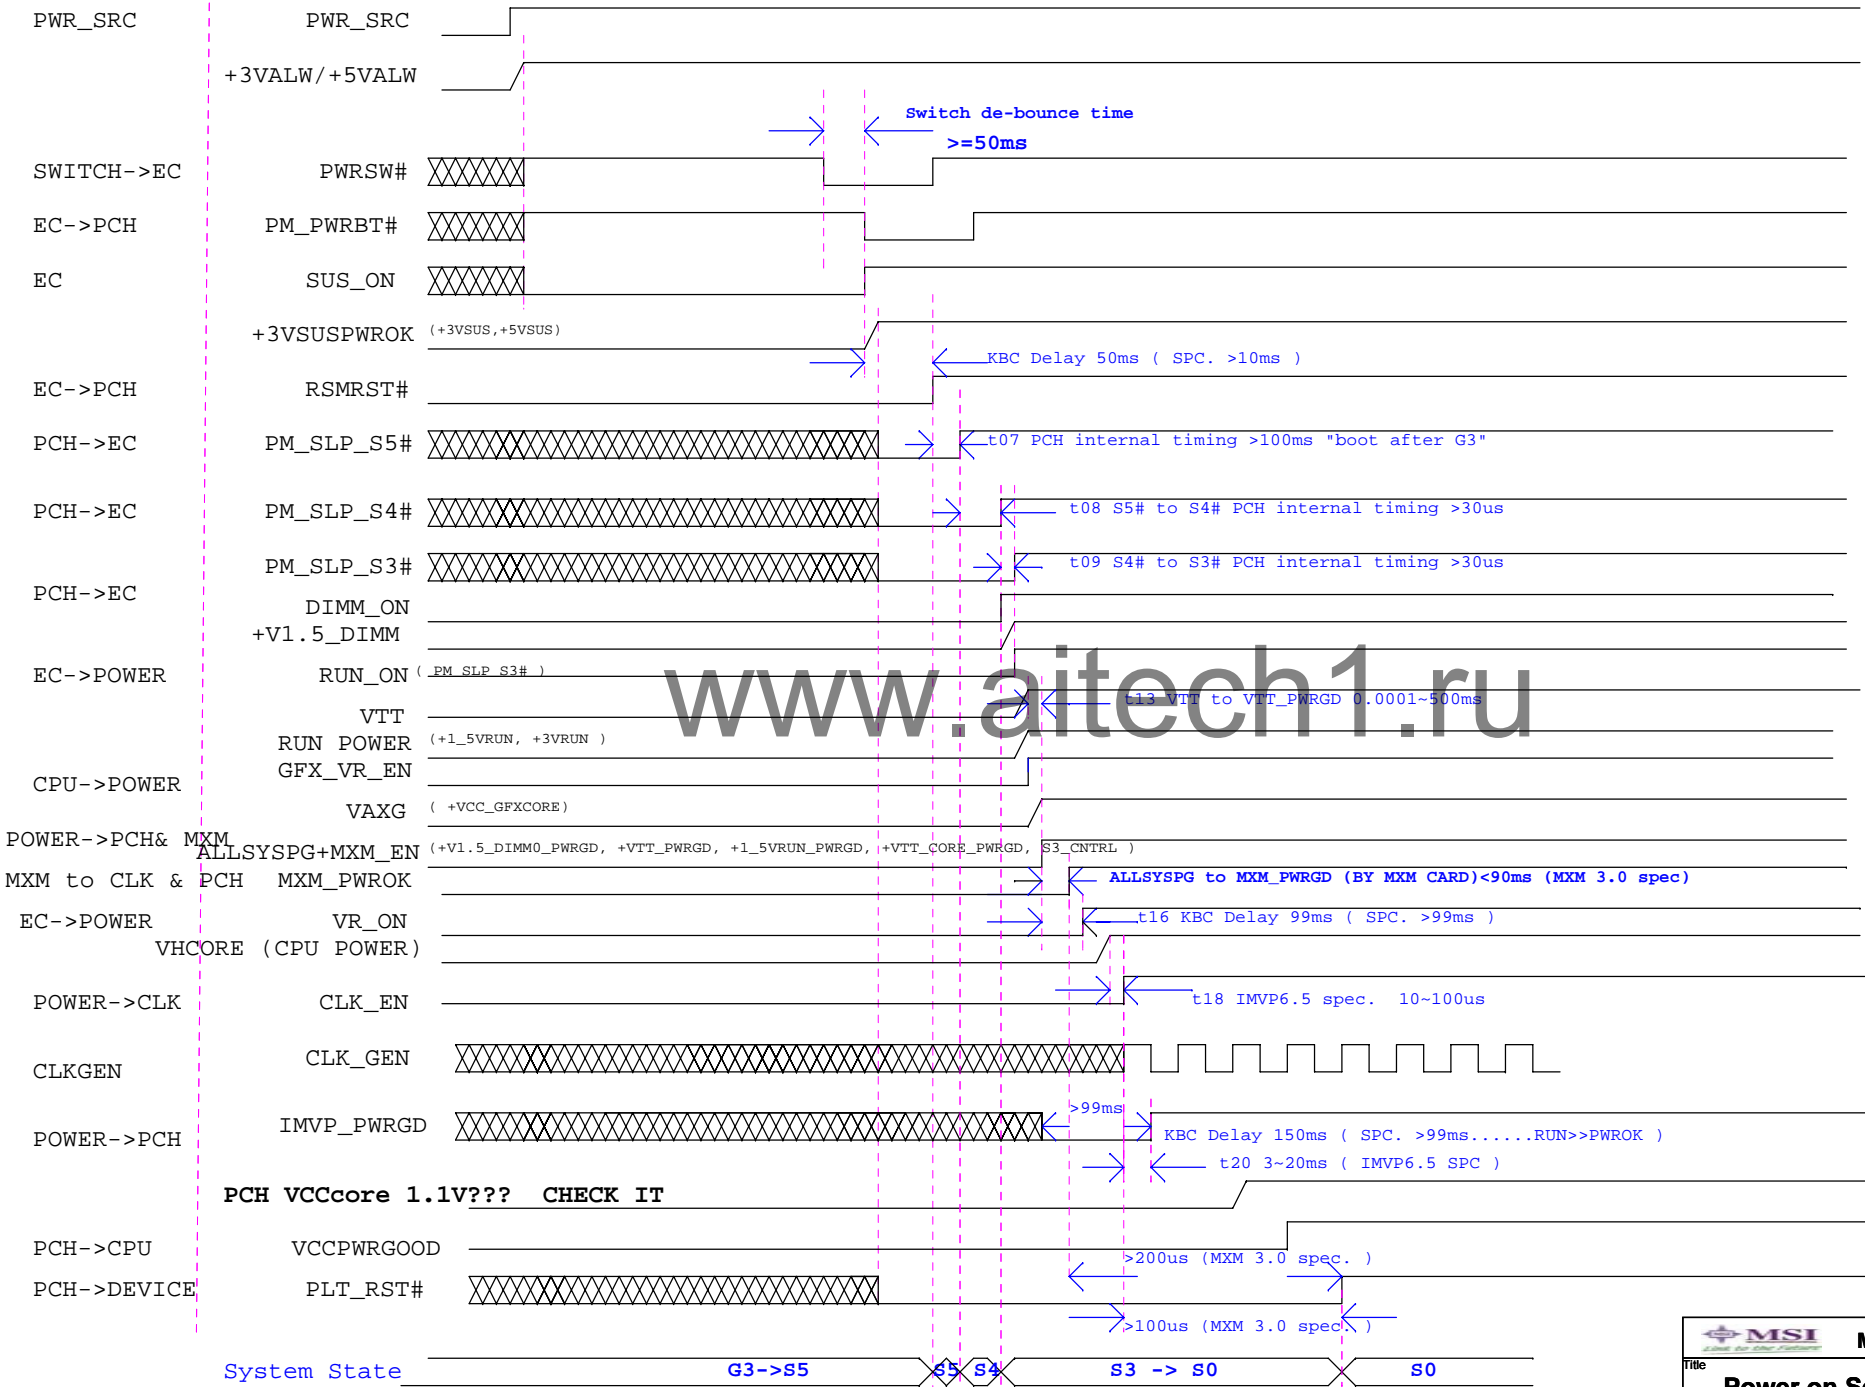 PWR_SRC PWR_SRC
+3VALW/+5VALW
Switch de-bounce time
>=50ms
SWITCH->EC PWRSW#
EC->PCH PM_PWRBT#
EC SUS_ON
+3VSUSPWROK (+3VSUS,+5VSUS)
KBC Delay 50ms ( SPC. >10ms )
EC->PCH RSMRST#
PCH->EC PM_SLP_S5# t07 PCH internal timing >100ms "boot after G3"
PCH->EC PM_SLP_S4# t08 S5# to S4# PCH internal timing >30us
PM_SLP_S3# t09 S4# to S3# PCH internal timing >30us
PCH->EC
DIMM_ON
+V1.5_DIMM
EC->POWER RUN_ON ( PM_SLP_S3# )
www.aitech1.ru
t13 VTT to VTT_PWRGD 0.0001~500ms
VTT
RUN POWER (+1_5VRUN, +3VRUN )
GFX_VR_EN
CPU->POWER
VAXG ( +VCC_GFXCORE)
POWER->PCH& MXM
ALLSYSPG+MXM_EN (+V1.5_DIMM0_PWRGD, +VTT_PWRGD, +1_5VRUN_PWRGD, +VTT_CORE_PWRGD, S3_CNTRL )
MXM to CLK & PCH MXM_PWROK ALLSYSPG to MXM_PWRGD (BY MXM CARD)<90ms (MXM 3.0 spec)
EC->POWER VR_ON t16 KBC Delay 99ms ( SPC. >99ms )
VHCORE (CPU POWER)
POWER->CLK CLK_EN t18 IMVP6.5 spec. 10~100us
CLKGEN CLK_GEN
>99ms
POWER->PCH IMVP_PWRGD KBC Delay 150ms ( SPC. >99ms......RUN>>PWROK )
t20 3~20ms ( IMVP6.5 SPC )
PCH VCCcore 1.1V??? CHECK IT
PCH->CPU VCCPWRGOOD
>200us (MXM 3.0 spec. )
PCH->DEVICE PLT_RST#
>100us (MXM 3.0 spec. )
System State G3->S5 S5 S4 S3 -> S0 S0
MSI
Link to the Future
Title
Power on